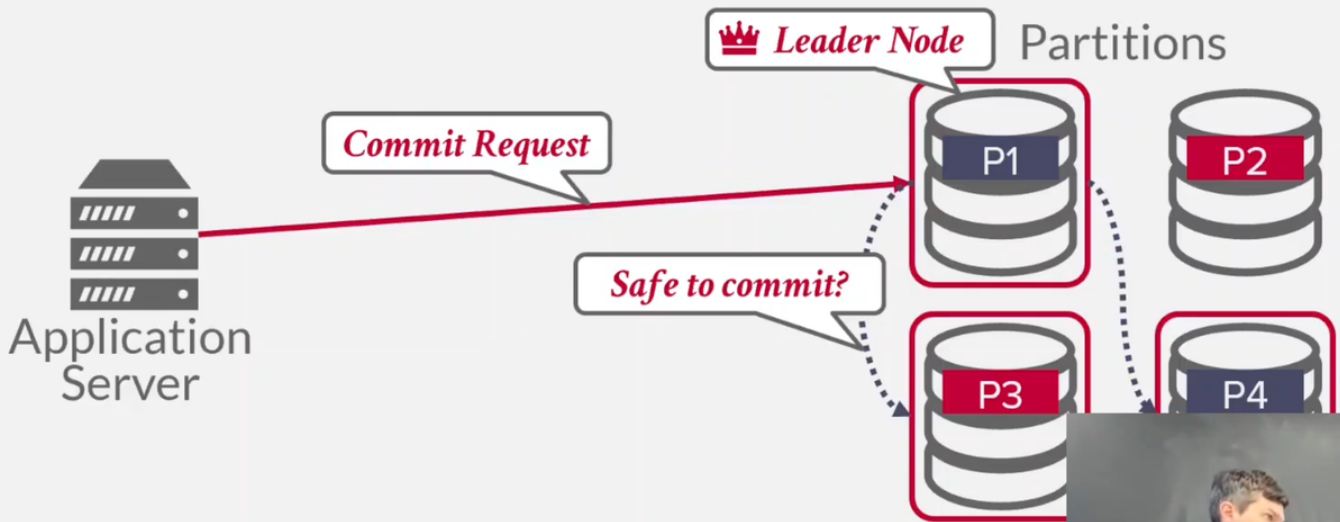 Leader Node
Partitions
Commit Request
P1
P2
Safe to commit?
Application
Server
P3
P4